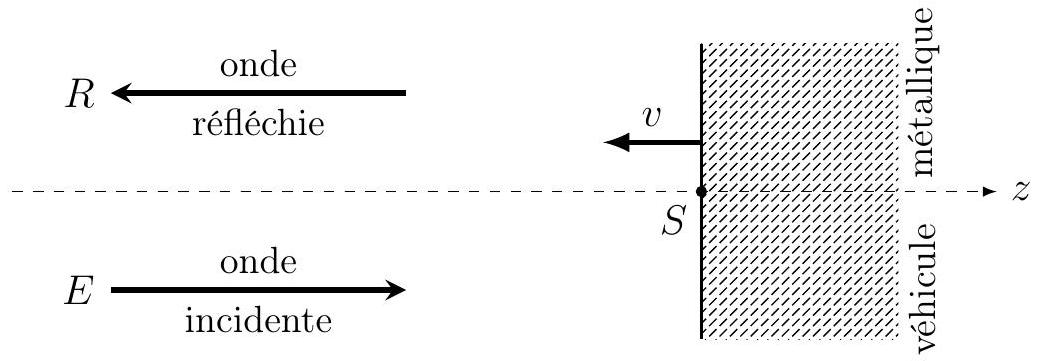 onde
R
réfléchie
v
métallique
z
S
onde
E
incidente
véhicule